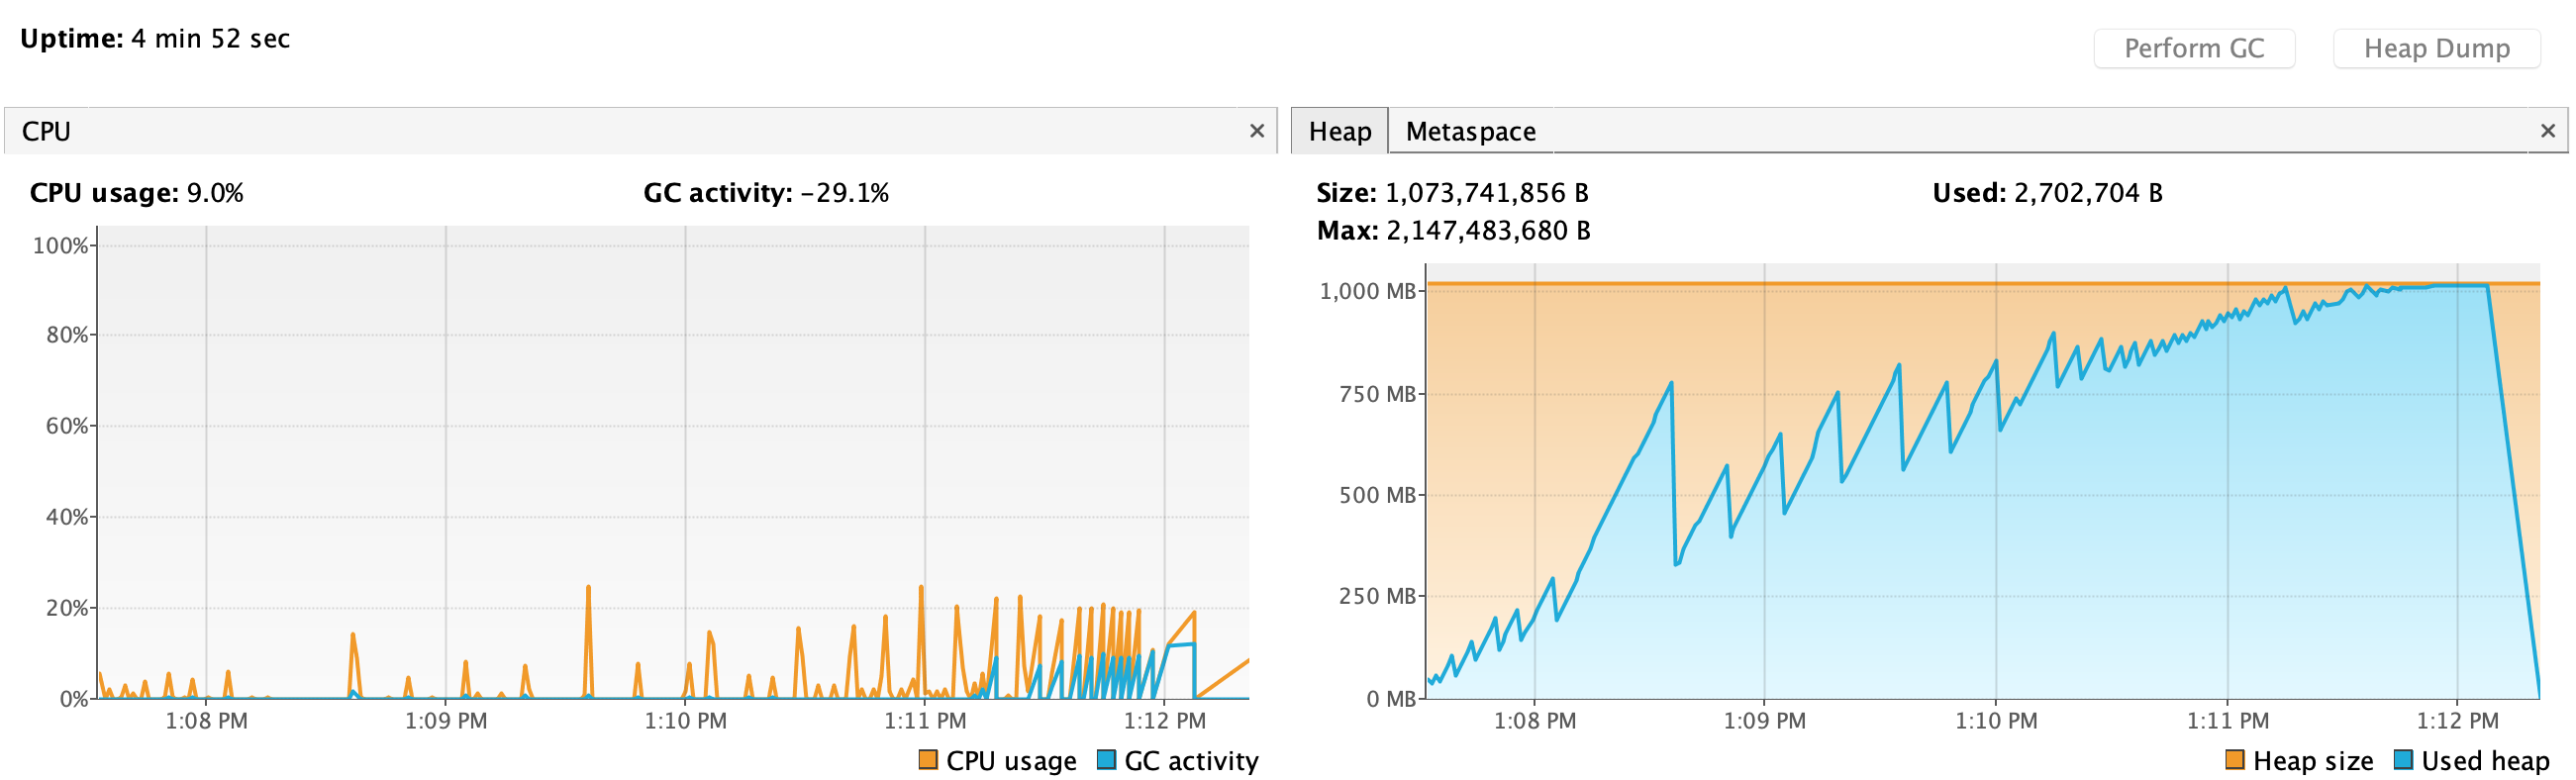 Uptime: 4 min 52 sec
Perform GC
Heap Dump
CPU
×
CPU usage: 9.0%
GC activity: -29.1%
100%
80%
60%
40%
20%
0%
1:08 PM
1:09 PM
1:10 PM
1:11 PM
1:12 PM
CPU usage
GC activity
Heap
Metaspace
×
Size: 1,073,741,856 B
Used: 2,702,704 B
Max: 2,147,483,680 B
1,000 MB
750 MB
500 MB
250 MB
0 MB
1:08 PM
1:09 PM
1:10 PM
1:11 PM
1:12 PM
Heap size
Used heap